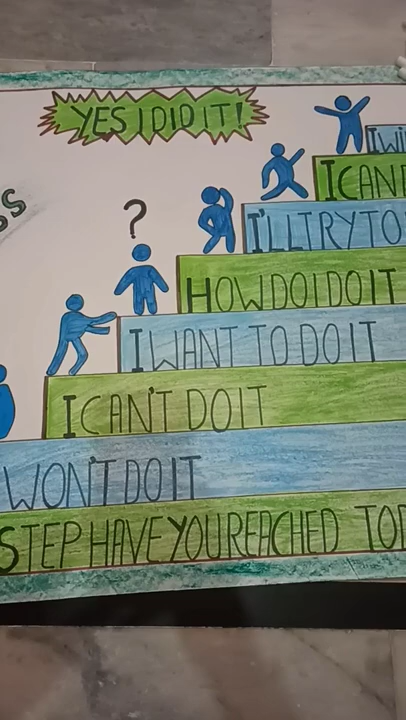 YES I DID IT!
SS
?
I wi
I CAN
I'LL TRY TO
HOW DO I DO IT
I WANT TO DO IT
I CAN'T DO IT
WON'T DO IT
STEP HAVE YOU REACHED TO